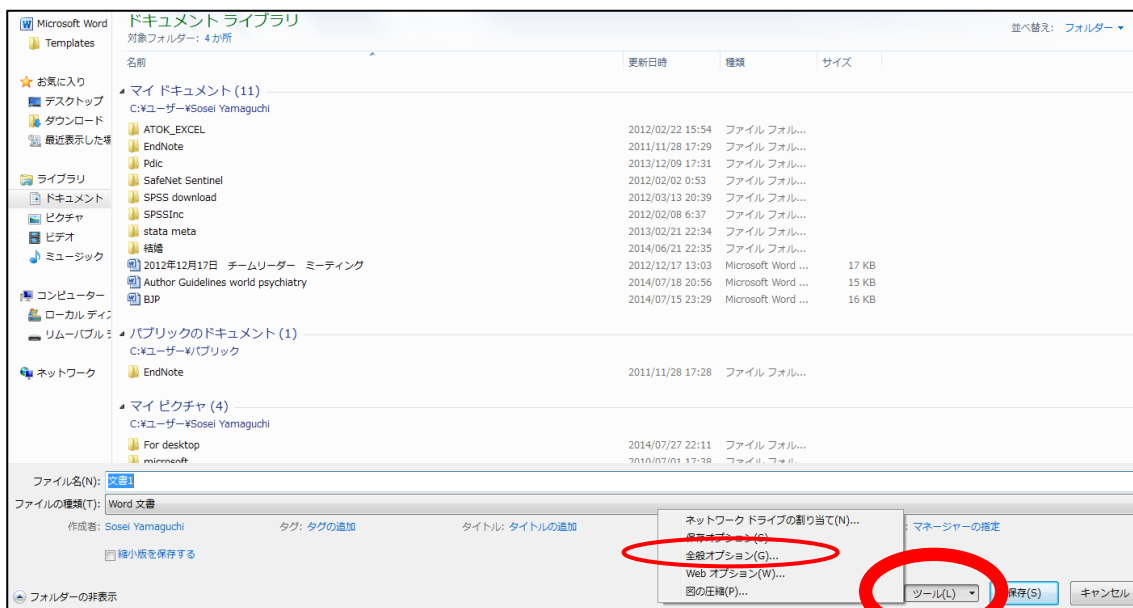 Microsoft Word
Templates
お気に入り
デスクトップ
ダウンロード
最近表示した場
ライブラリ
ドキュメント
ピクチャ
ビデオ
ミュージック
コンピューター
ローカル ディス
リムーバブル
ネットワーク
ドキュメント ライブラリ
対象フォルダー: 4 か所
並べ替え: フォルダー
名前 更新日時 種類 サイズ
マイ ドキュメント (11)
C:¥ユーザー¥Sosei Yamaguchi
ATOK_EXCEL 2012/02/22 15:54 ファイル フォル...
EndNote 2011/11/28 17:29 ファイル フォル...
Pdic 2013/12/09 17:31 ファイル フォル...
SafeNet Sentinel 2012/02/02 0:53 ファイル フォル...
SPSS download 2012/03/13 20:39 ファイル フォル...
SPSSInc 2012/02/08 6:37 ファイル フォル...
stata meta 2013/02/21 22:34 ファイル フォル...
結婚 2014/06/21 22:35 ファイル フォル...
2012年12月17日 チームリーダー ミーティング 2012/12/17 13:03 Microsoft Word ... 17 KB
Author Guidelines world psychiatry 2014/07/18 20:56 Microsoft Word ... 15 KB
BJP 2014/07/15 23:29 Microsoft Word ... 16 KB
パブリックのドキュメント (1)
C:¥ユーザー¥パブリック
EndNote 2011/11/28 17:28 ファイル フォル...
マイ ピクチャ (4)
C:¥ユーザー¥Sosei Yamaguchi
For desktop 2014/07/27 22:11 ファイル フォル...
microsoft 2010/07/01 17:38 ファイル フォル
ファイル名(N): 文書1
ファイルの種類(T): Word 文書
作成者: Sosei Yamaguchi タグ: タグの追加 タイトル: タイトルの追加 : マネージャーの指定
縮小版を保存する
ネットワーク ドライブの割り当て(N)...
保存オプション(S)...
全般オプション(G)...
Web オプション(W)...
図の圧縮(P)...
フォルダーの非表示 ツール(L) 保存(S) キャンセル